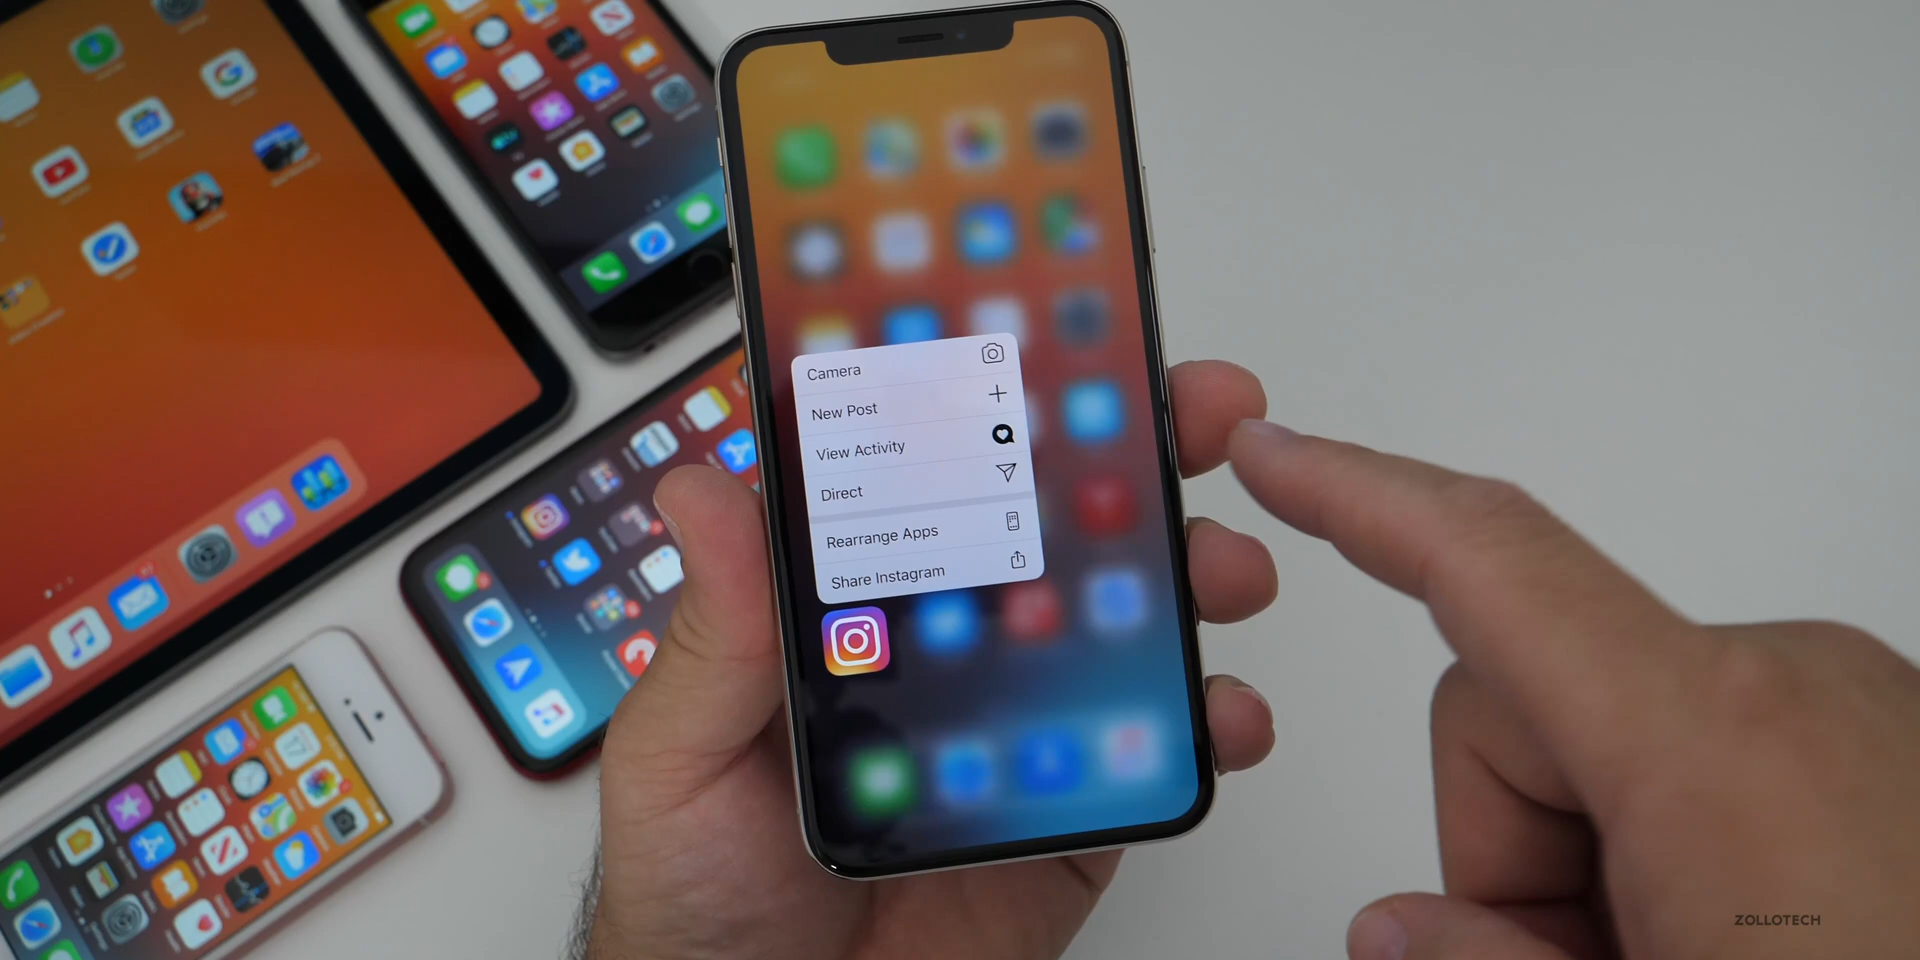 Camera
New Post
View Activity
Direct
Rearrange Apps
Share Instagram
ZOLLOTECH